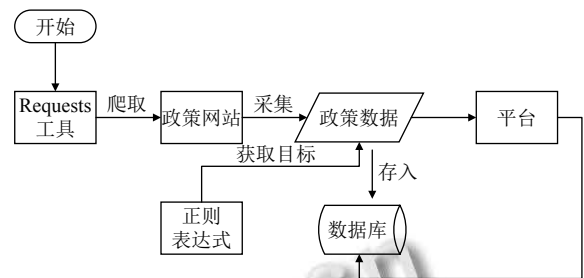 开始
Requests
工具
爬取
政策网站
采集
政策数据
平台
获取目标
存入
正则
表达式
数据库